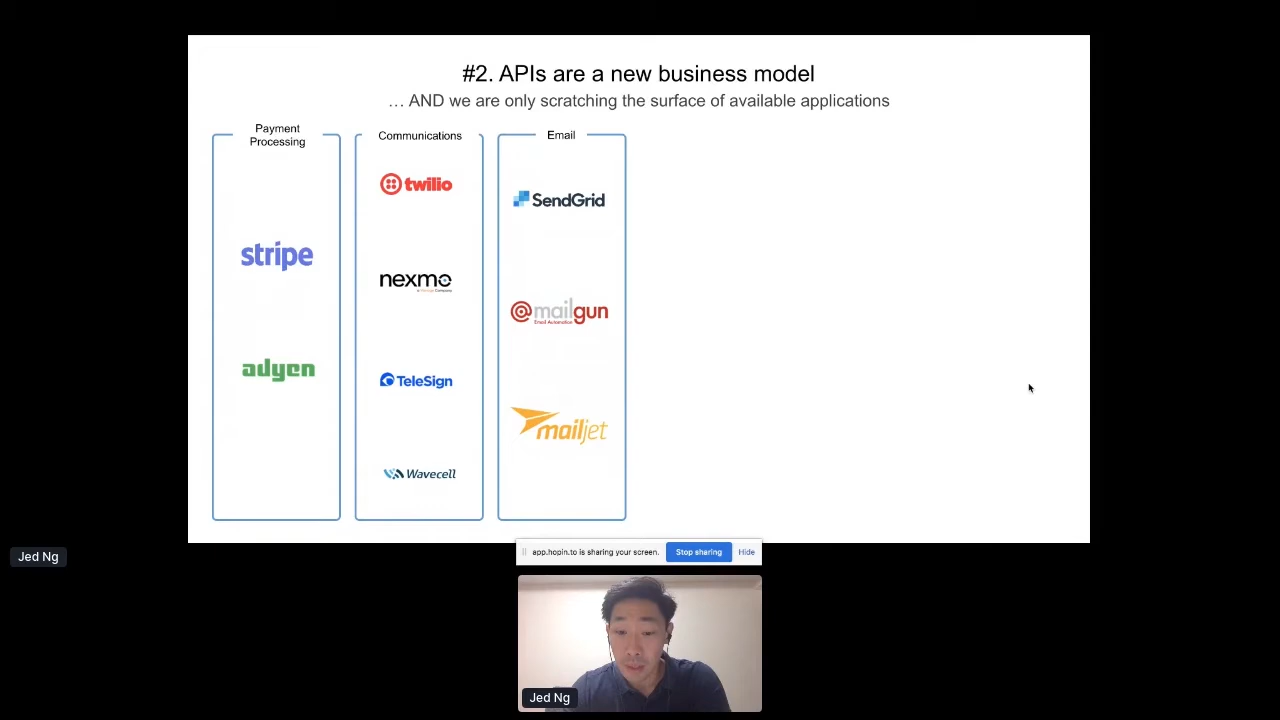 #2. APIs are a new business model
… AND we are only scratching the surface of available applications
Payment
Processing
stripe
adyen
Communications
twilio
nexmo
TeleSign
Wavecell
Email
SendGrid
@mailgun
Email Automation
mailjet
Jed Ng
app.hopin.to is sharing your screen.
Stop sharing
Hide
Jed Ng